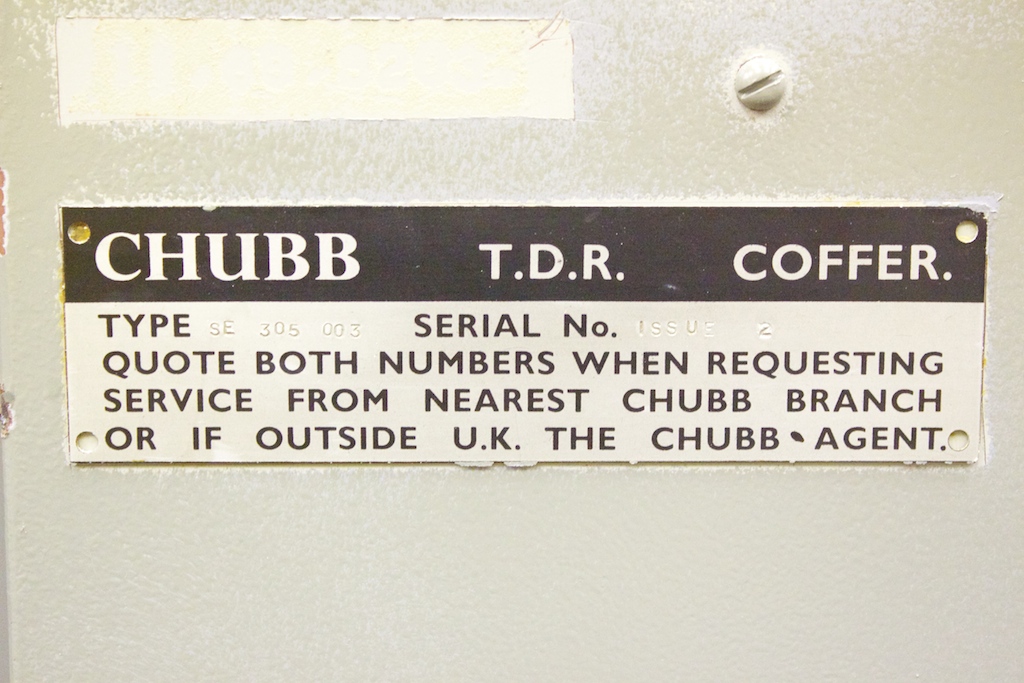 CHUBB T.D.R. COFFER.
TYPE SE 305 003 SERIAL No. ISSUE 2
QUOTE BOTH NUMBERS WHEN REQUESTING
SERVICE FROM NEAREST CHUBB BRANCH
OR IF OUTSIDE U.K. THE CHUBB AGENT.